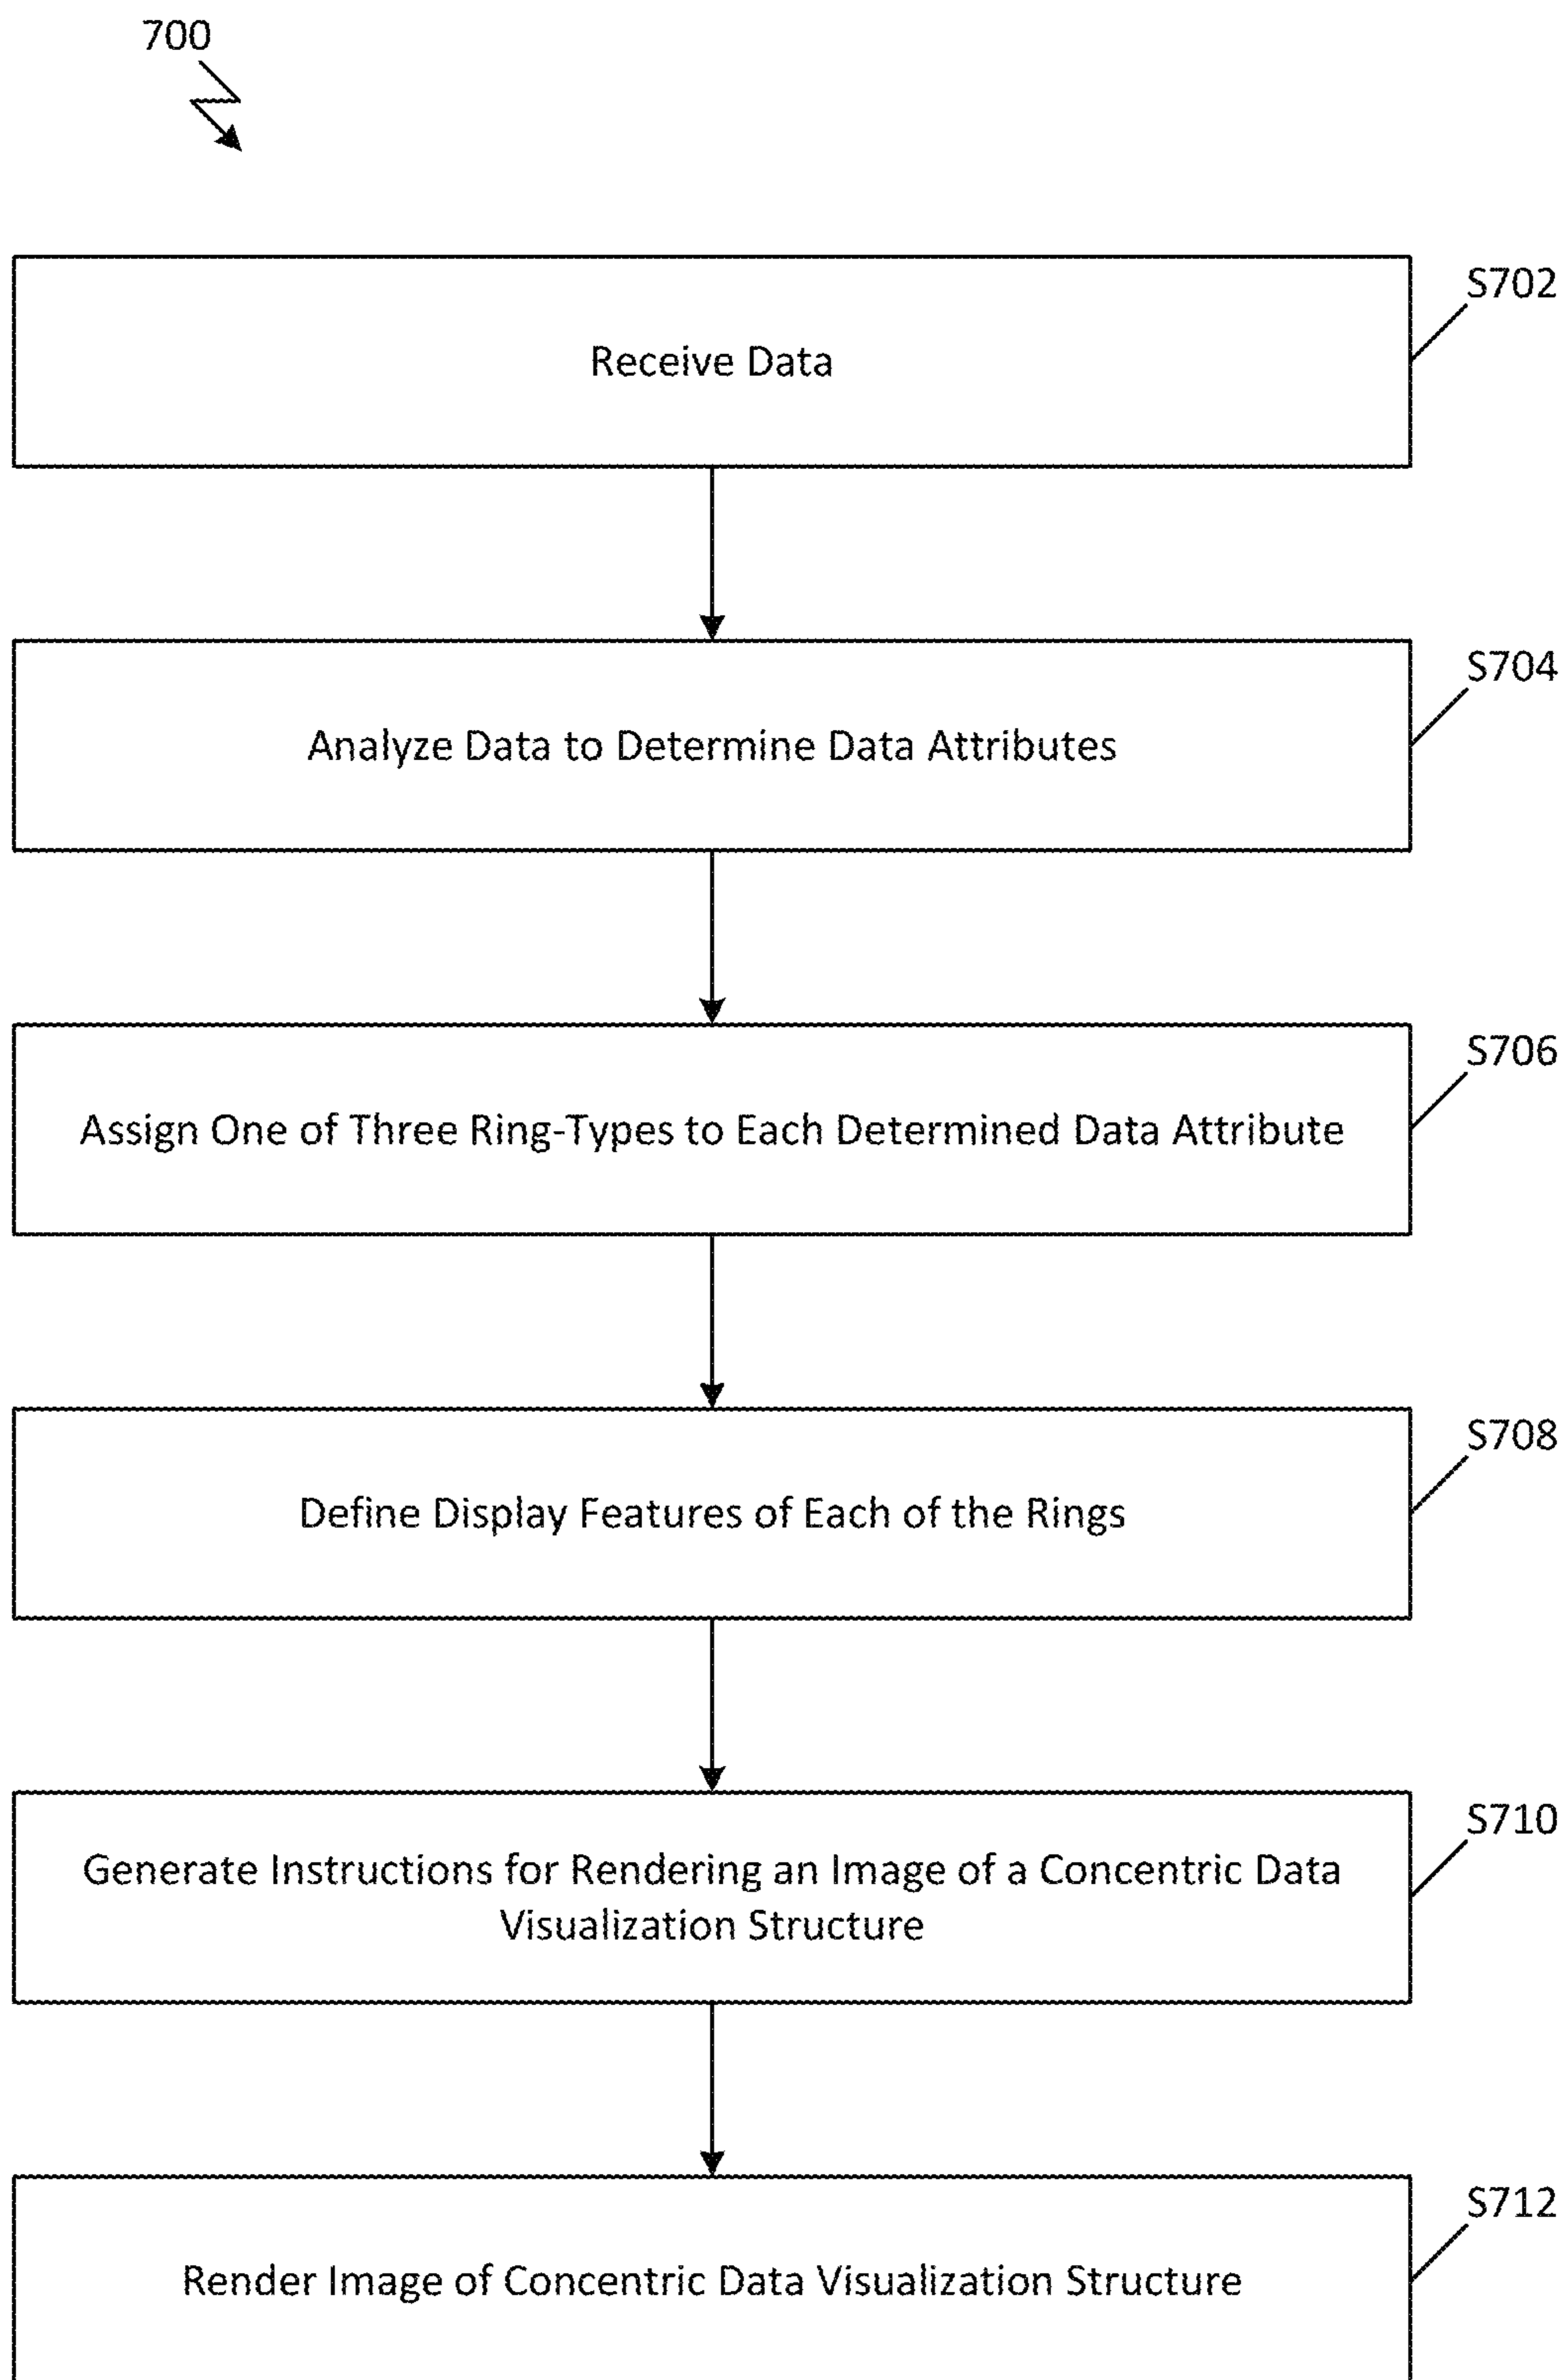 700
S702
Receive Data
S704
Analyze Data to Determine Data Attributes
S706
Assign One of Three Ring-Types to Each Determined Data Attribute
S708
Define Display Features of Each of the Rings
S710
Generate Instructions for Rendering an Image of a Concentric Data
Visualization Structure
S712
Render Image of Concentric Data Visualization Structure